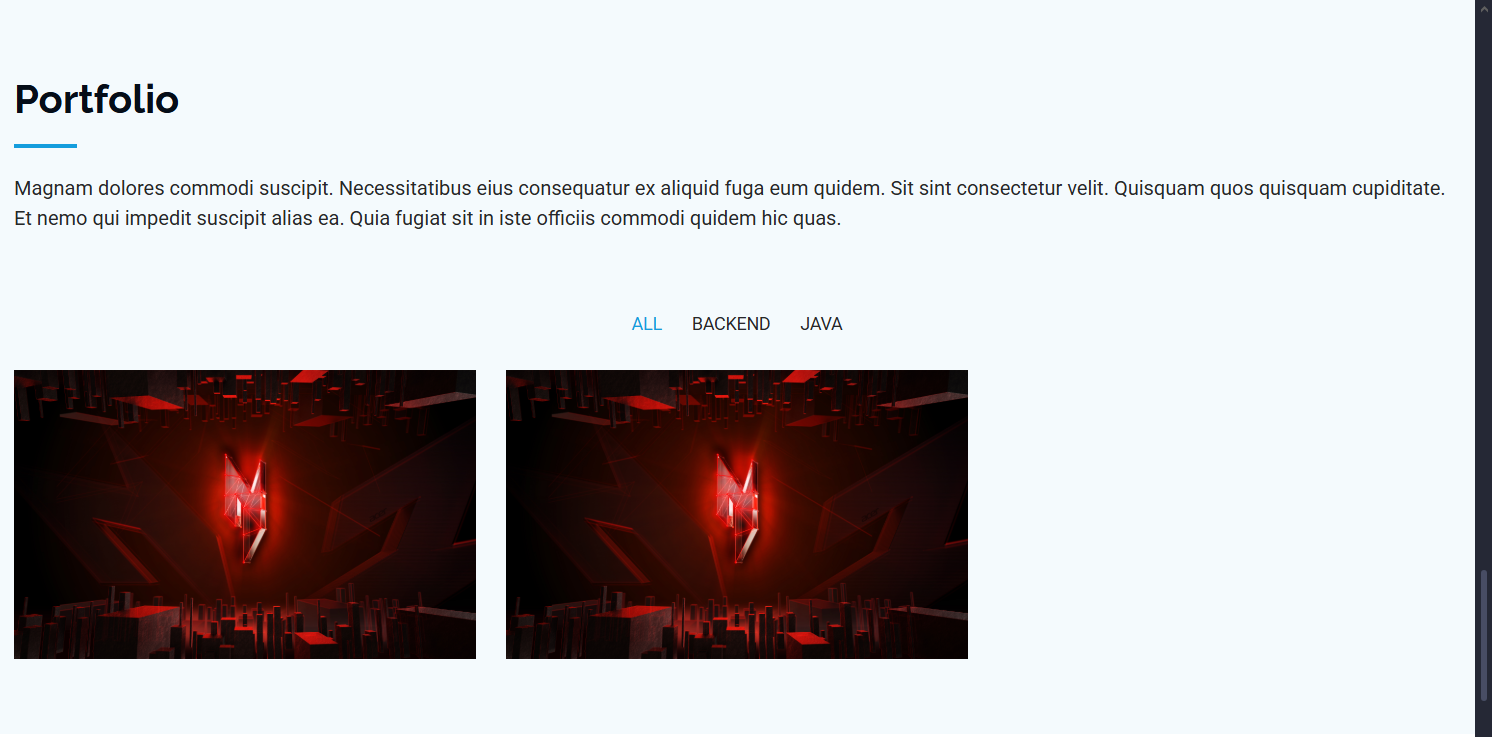 Portfolio
Magnam dolores commodi suscipit. Necessitatibus eius consequatur ex aliquid fuga eum quidem. Sit sint consectetur velit. Quisquam quos quisquam cupiditate.
Et nemo qui impedit suscipit alias ea. Quia fugiat sit in iste officiis commodi quidem hic quas.
ALL BACKEND JAVA